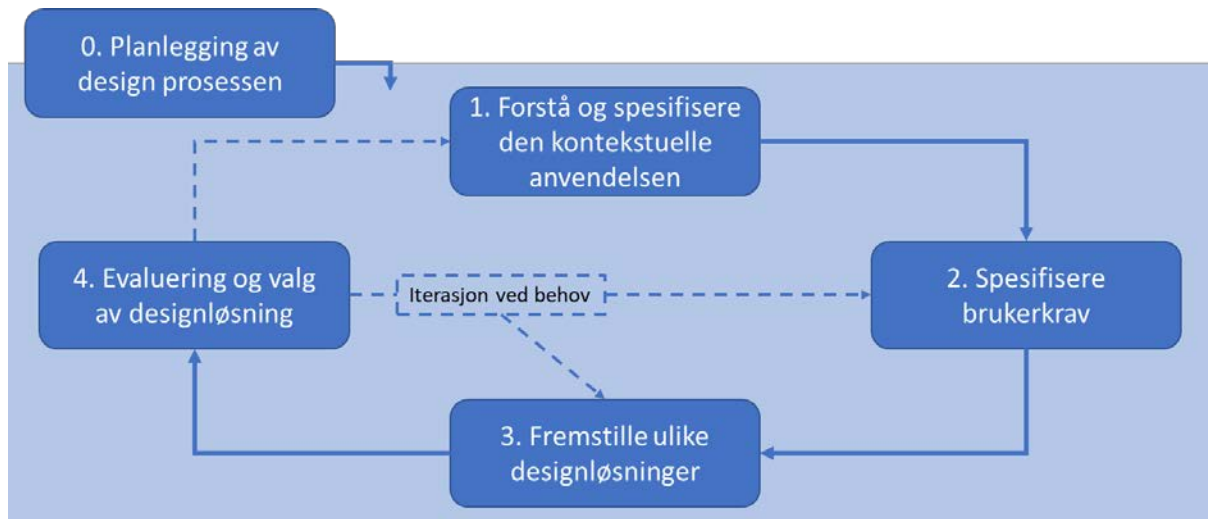 0. Planlegging av
design prosessen
1. Forstå og spesifisere
den kontekstuelle
anvendelsen
4. Evaluering og valg
av designløsning
Iterasjon ved behov
2. Spesifisere
brukerkrav
3. Fremstille ulike
designløsninger